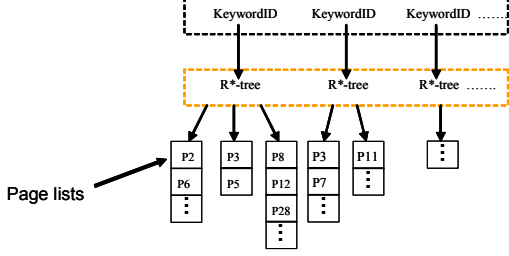 KeywordID KeywordID KeywordID .......
R*-tree R*-tree R*-tree .......
P2 P3 P8 P3 P11
P6 P5 P12 P7
P28
Page lists